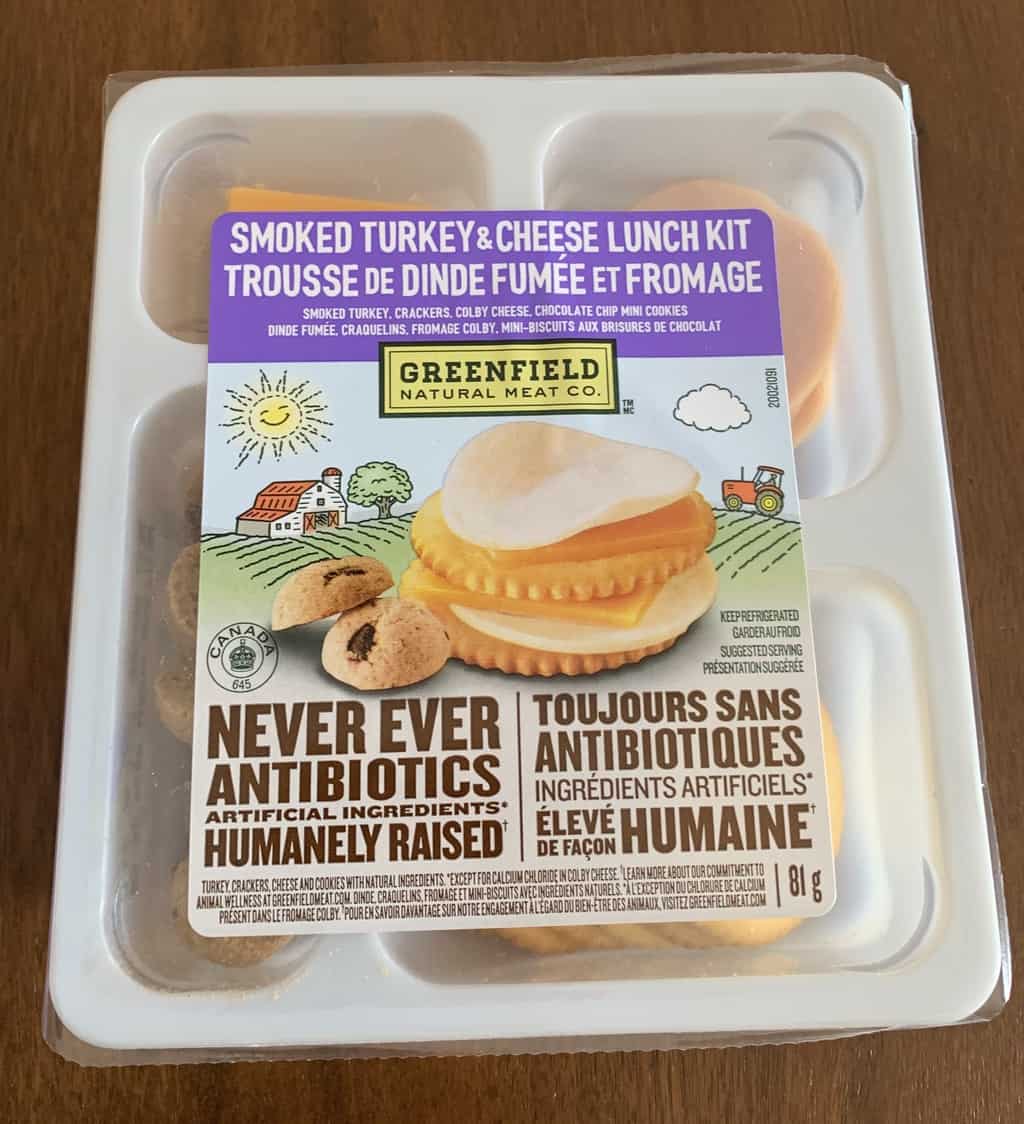 SMOKED TURKEY & CHEESE LUNCH KIT
TROUSSE DE DINDE FUMÉE ET FROMAGE
SMOKED TURKEY, CRACKERS, COLBY CHEESE, CHOCOLATE CHIP MINI COOKIES
DINDE FUMÉE, CRAQUELINS, FROMAGE COLBY, MINI-BISCUITS AUX BRISURES DE CHOCOLAT
GREENFIELD
NATURAL MEAT CO.
TM
MC
20021091
KEEP REFRIGERATED
GARDER AU FROID
SUGGESTED SERVING
PRÉSENTATION SUGGÉRÉE
CANADA
645
NEVER EVER
ANTIBIOTICS
ARTIFICIAL INGREDIENTS*
HUMANELY RAISED†
TOUJOURS SANS
ANTIBIOTIQUES
INGRÉDIENTS ARTIFICIELS*
ÉLEVÉ
DE FAÇON HUMAINE†
TURKEY, CRACKERS, CHEESE AND COOKIES WITH NATURAL INGREDIENTS. *EXCEPT FOR CALCIUM CHLORIDE IN COLBY CHEESE. †LEARN MORE ABOUT OUR COMMITMENT TO
ANIMAL WELLNESS AT GREENFIELDMEAT.COM. DINDE, CRAQUELINS, FROMAGE ET MINI-BISCUITS AVEC INGRÉDIENTS NATURELS. *À L'EXCEPTION DU CHLORURE DE CALCIUM
PRÉSENT DANS LE FROMAGE COLBY. †POUR EN SAVOIR DAVANTAGE SUR NOTRE ENGAGEMENT À L'ÉGARD DU BIEN-ÊTRE DES ANIMAUX, VISITEZ GREENFIELDMEAT.COM
81 g